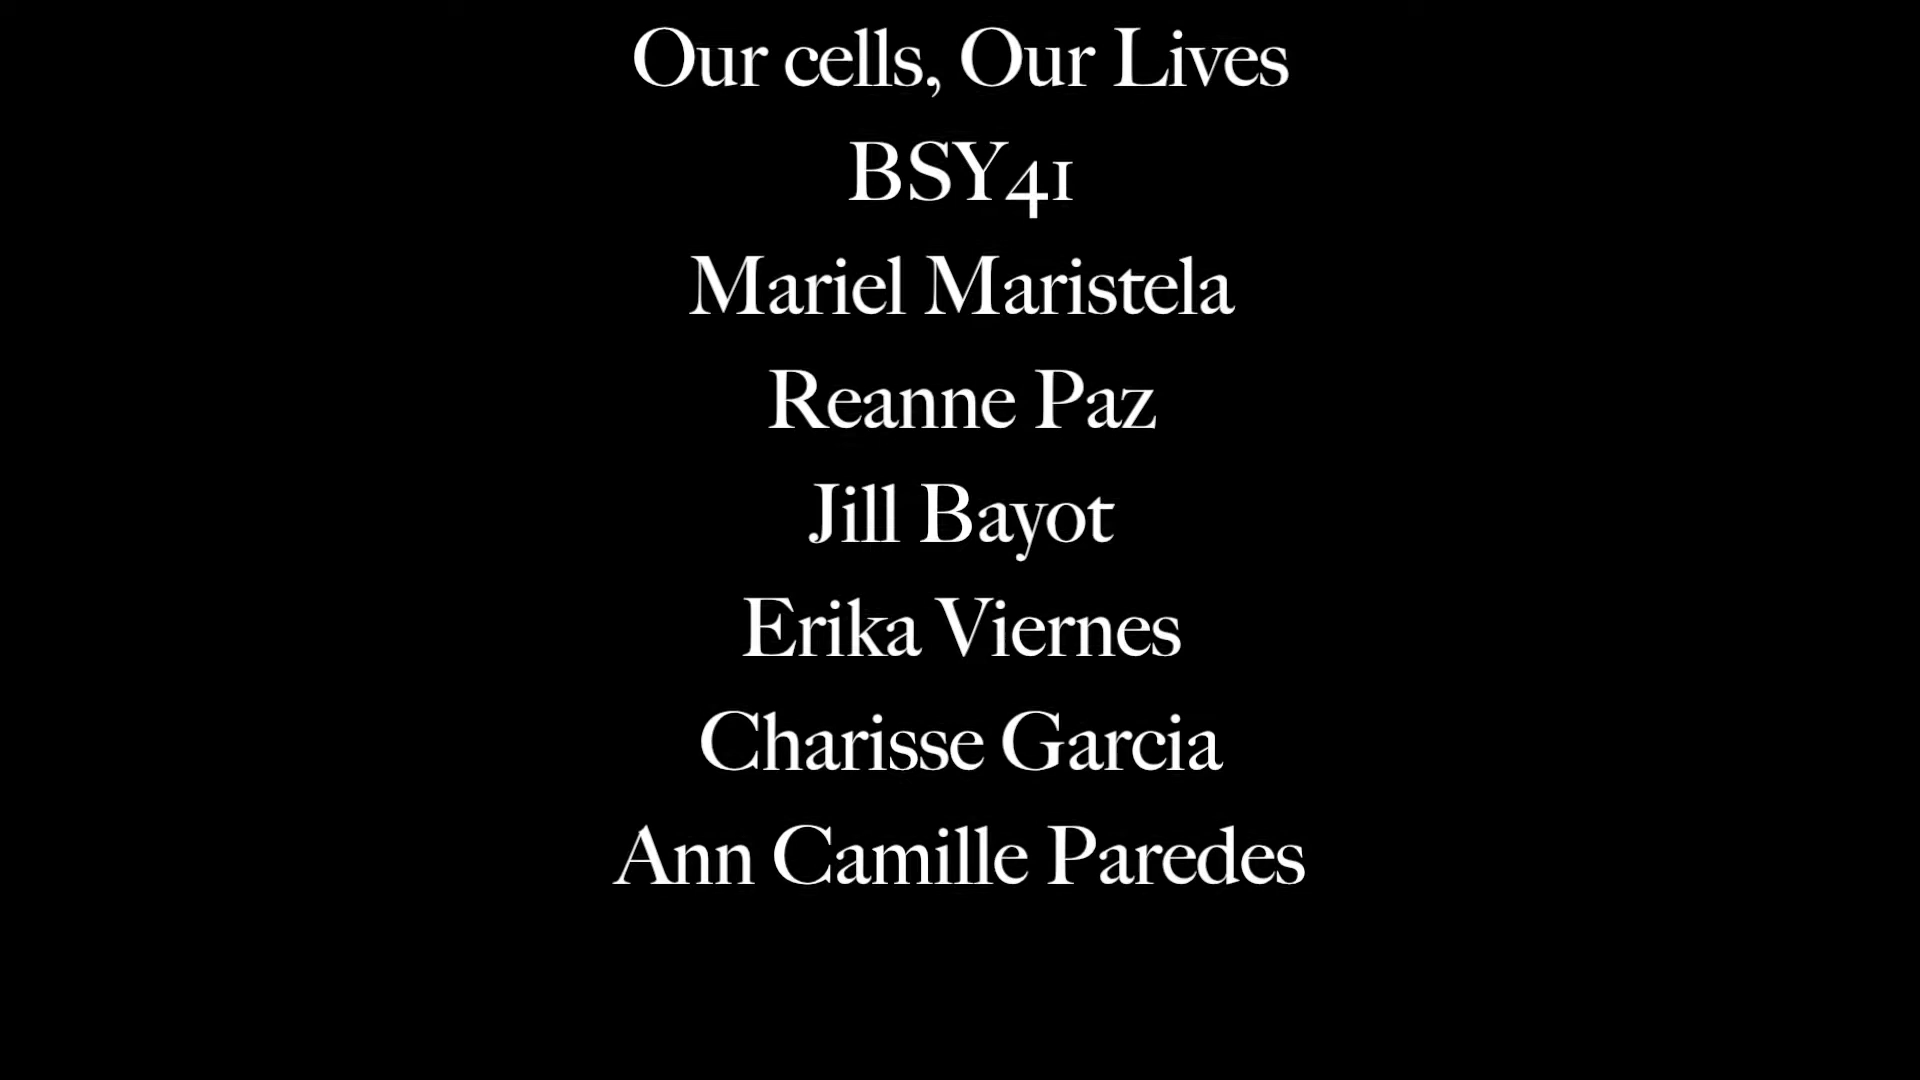 Our cells, Our Lives
BSY41
Mariel Maristela
Reanne Paz
Jill Bayot
Erika Viernes
Charisse Garcia
Ann Camille Paredes